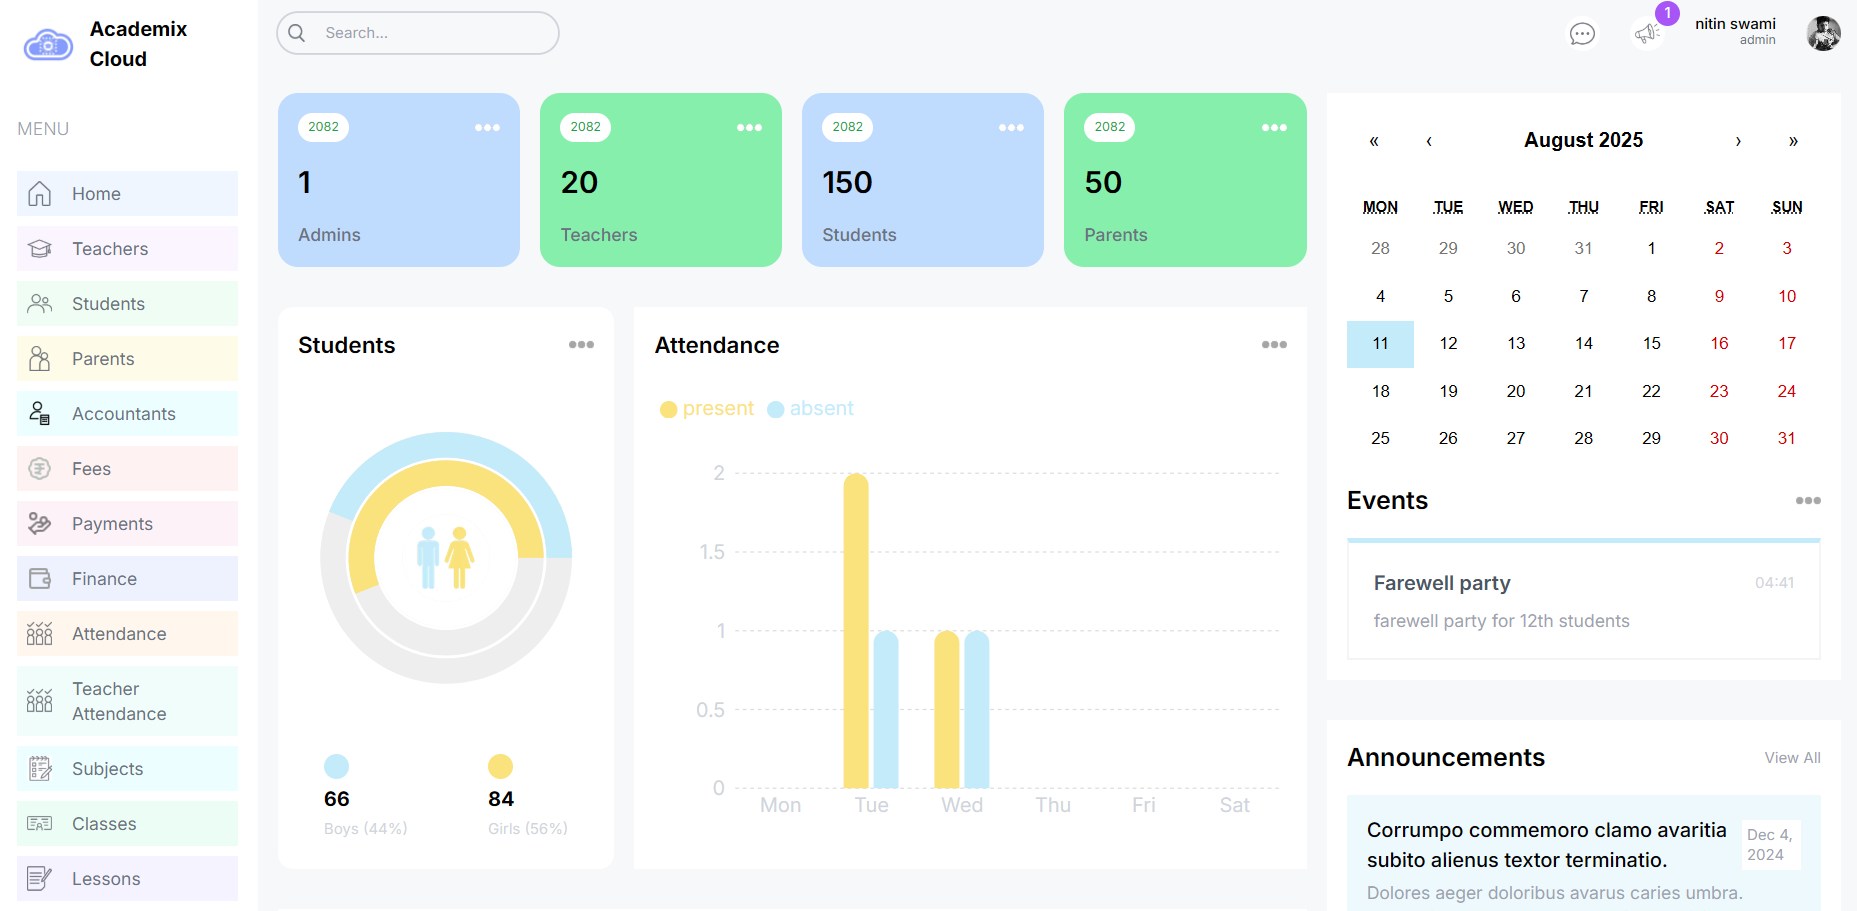 Academix
Cloud
MENU
Home
Teachers
Students
Parents
Accountants
Fees
Payments
Finance
Attendance
Teacher
Attendance
Subjects
Classes
Lessons
Search...
1
nitin swami
admin
2082
1
Admins
2082
20
Teachers
2082
150
Students
2082
50
Parents
Students
66
Boys (44%)
84
Girls (56%)
Attendance
present absent
2
1.5
1
0.5
0
Mon Tue Wed Thu Fri Sat
« ‹ August 2025 › »
MON TUE WED THU FRI SAT SUN
28 29 30 31 1 2 3
4 5 6 7 8 9 10
11 12 13 14 15 16 17
18 19 20 21 22 23 24
25 26 27 28 29 30 31
Events
Farewell party 04:41
farewell party for 12th students
Announcements View All
Corrumpo commemoro clamo avaritia
subito alienus textor terminatio.
Dec 4,
2024
Dolores aeger doloribus avarus caries umbra.